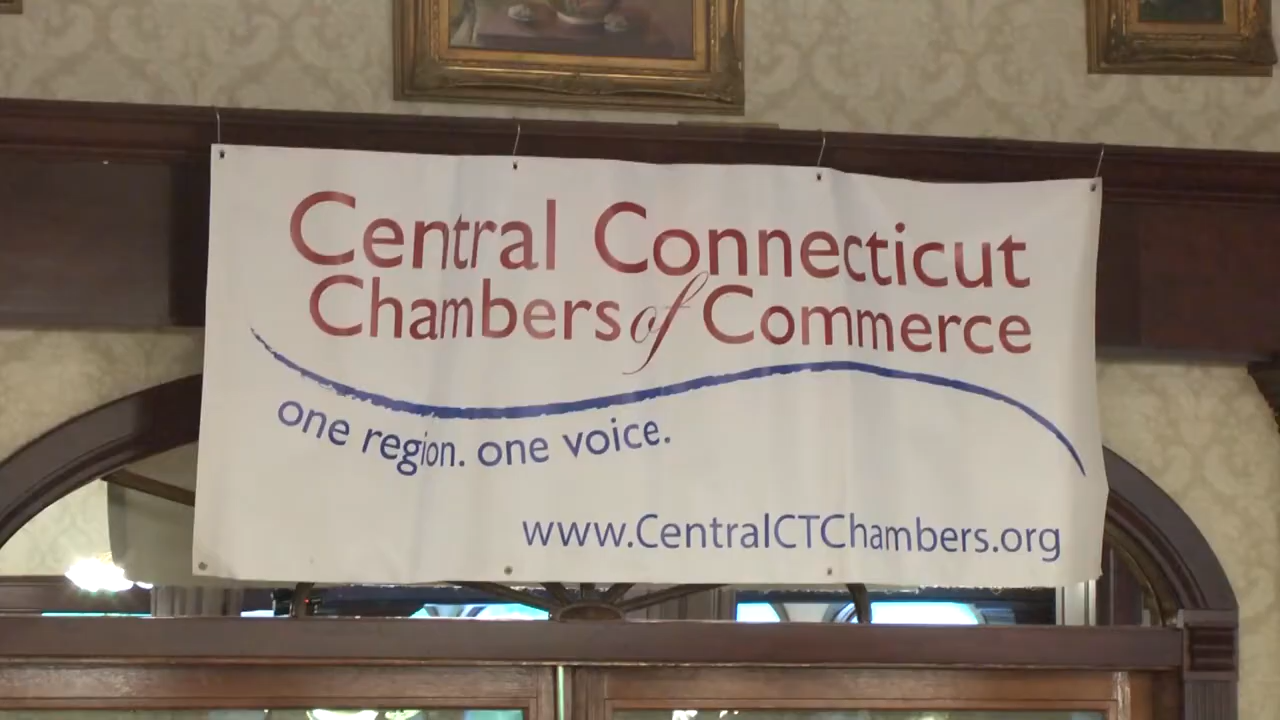 Central Connecticut
Chambers of Commerce
one region. one voice.
www.CentralCTChambers.org